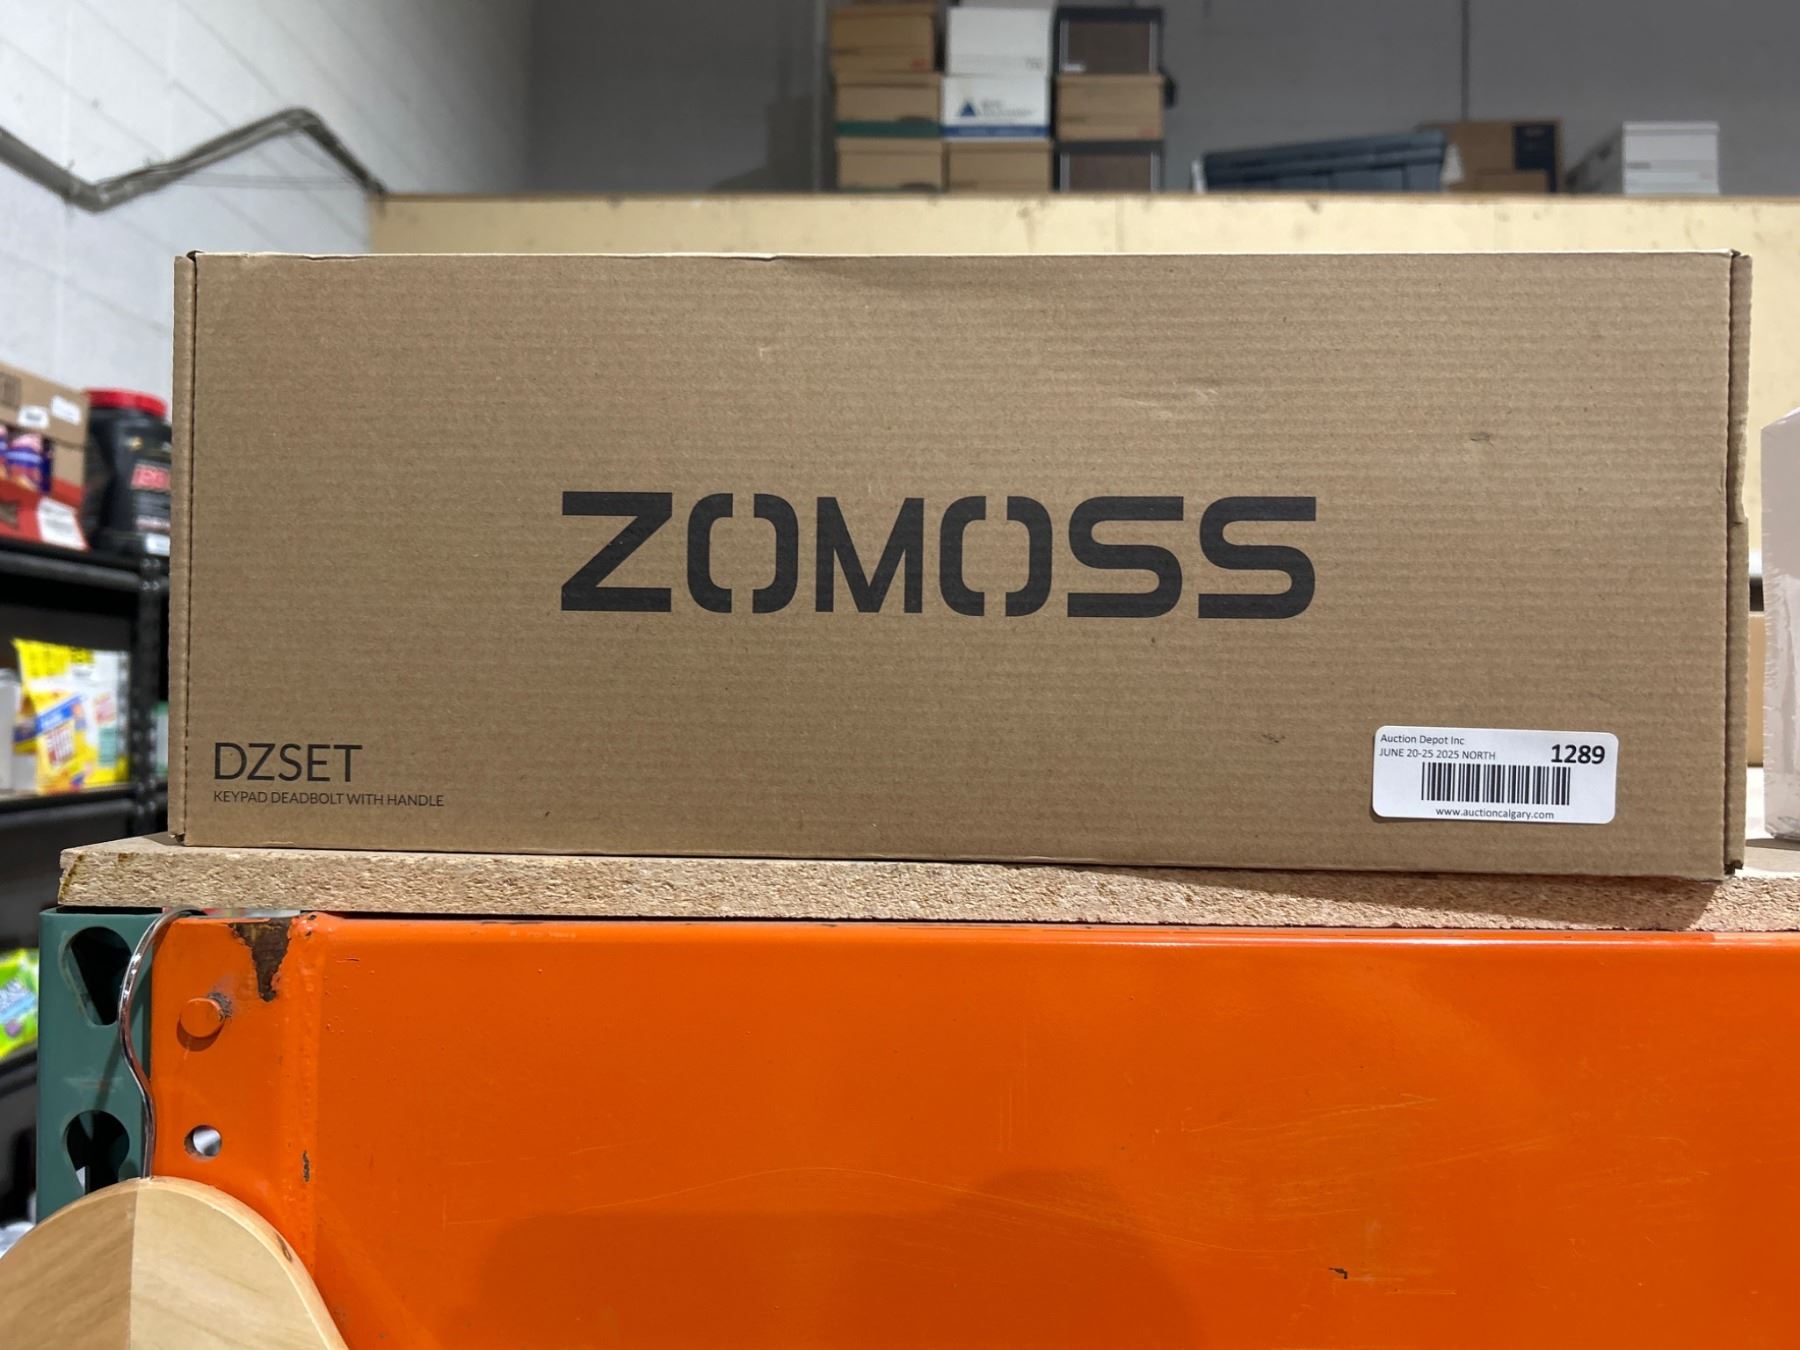 ZOMOSS
DZSET
KEYPAD DEADBOLT WITH HANDLE
Auction Depot Inc
JUNE 20-25 2025 NORTH
1289
www.auctioncalgary.com